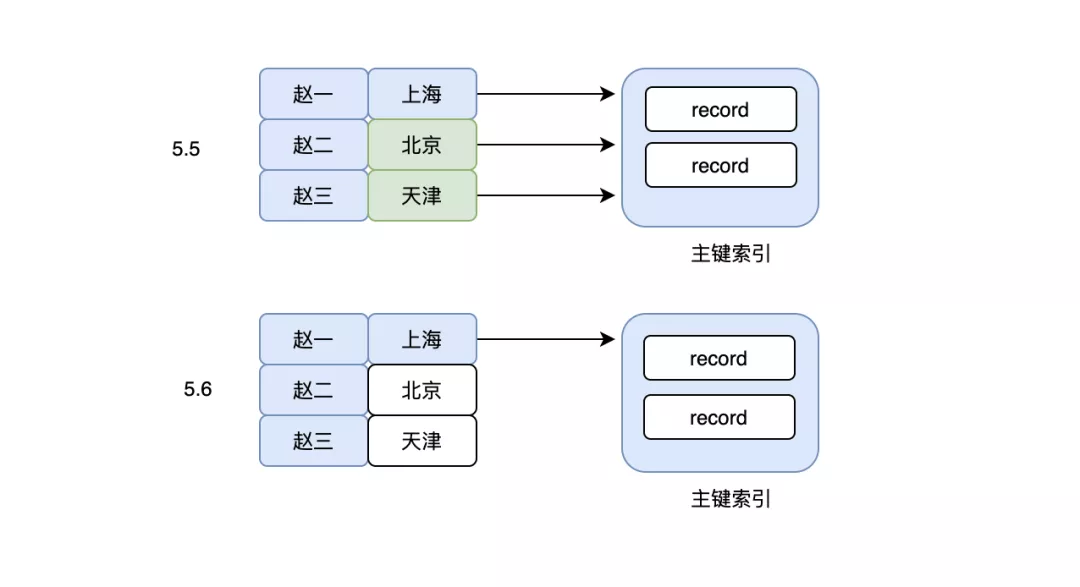 赵一 上海
record
5.5
赵二 北京
record
赵三 天津
主键索引
赵一 上海
record
5.6
赵二 北京
record
赵三 天津
主键索引